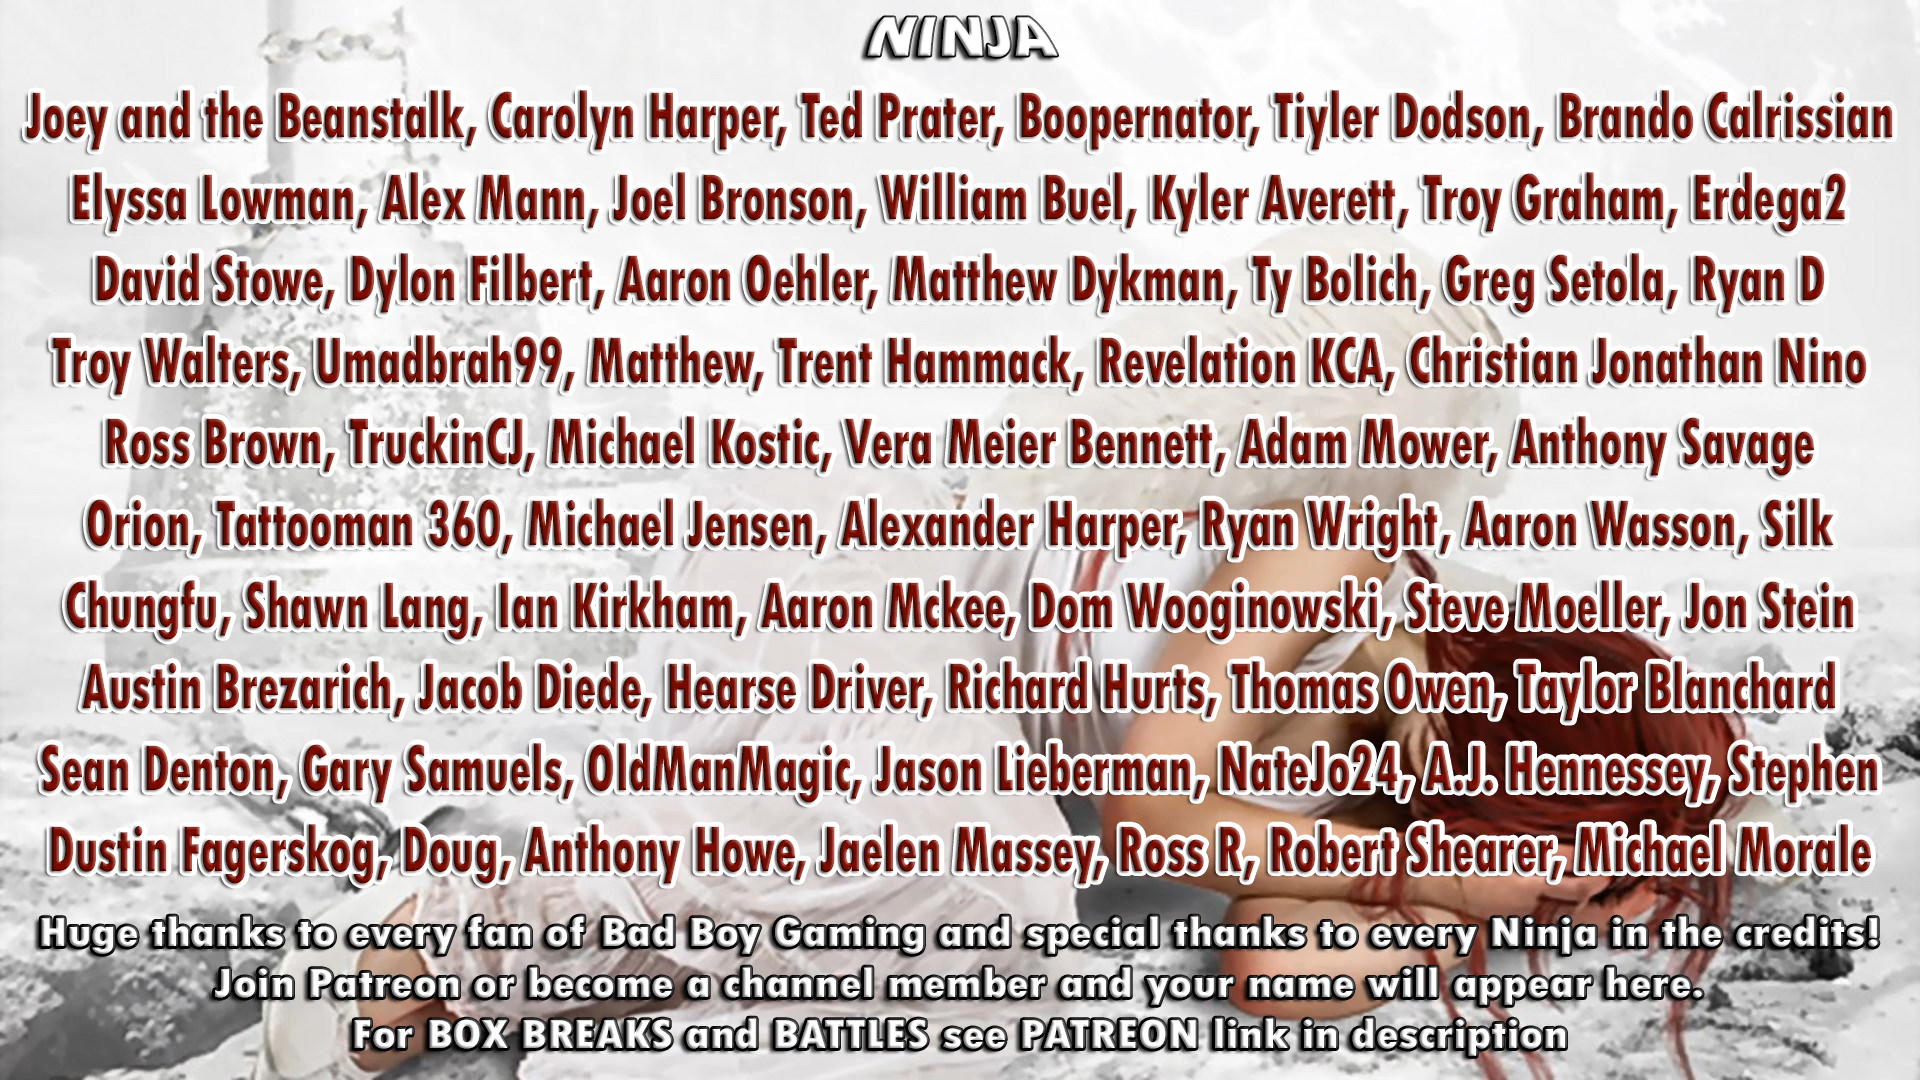 NINJA
Joey and the Beanstalk, Carolyn Harper, Ted Prater, Boopernator, Tiyler Dodson, Brando Calrissian
Elyssa Lowman, Alex Mann, Joel Bronson, William Buel, Kyler Averett, Troy Graham, Erdega2
David Stowe, Dylon Filbert, Aaron Oehler, Matthew Dykman, Ty Bolich, Greg Setola, Ryan D
Troy Walters, Umadbrah99, Matthew, Trent Hammack, Revelation KCA, Christian Jonathan Nino
Ross Brown, TruckinCJ, Michael Kostic, Vera Meier Bennett, Adam Mower, Anthony Savage
Orion, Tattooman 360, Michael Jensen, Alexander Harper, Ryan Wright, Aaron Wasson, Silk
Chungfu, Shawn Lang, Ian Kirkham, Aaron Mckee, Dom Wooginowski, Steve Moeller, Jon Stein
Austin Brezarich, Jacob Diede, Hearse Driver, Richard Hurts, Thomas Owen, Taylor Blanchard
Sean Denton, Gary Samuels, OldManMagic, Jason Lieberman, NateJo24, A.J. Hennessey, Stephen
Dustin Fagerskog, Doug, Anthony Howe, Jaelen Massey, Ross R, Robert Shearer, Michael Morale
Huge thanks to every fan of Bad Boy Gaming and special thanks to every Ninja in the credits!
Join Patreon or become a channel member and your name will appear here.
For BOX BREAKS and BATTLES see PATREON link in description